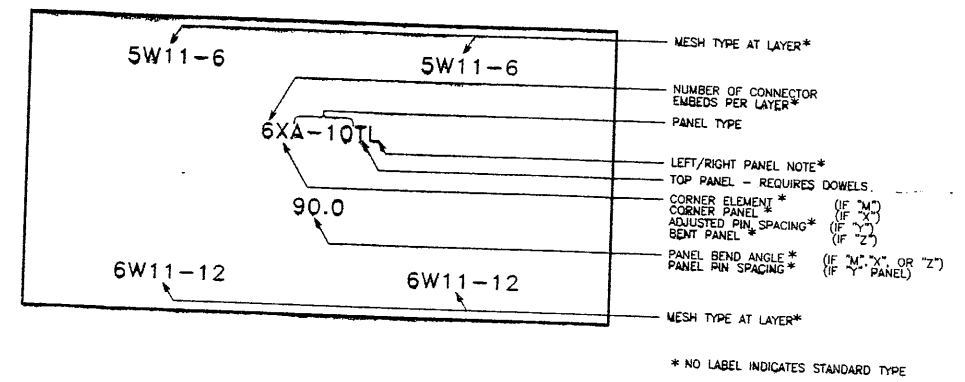 5W11-6
5W11-6
MESH TYPE AT LAYER*
NUMBER OF CONNECTOR
EMBEDS PER LAYER*
6XA-10TL
PANEL TYPE
LEFT/RIGHT PANEL NOTE*
TOP PANEL - REQUIRES DOWELS.
CORNER ELEMENT * (IF "M")
CORNER PANEL * (IF "X")
ADJUSTED PIN SPACING* (IF "Y")
BENT PANEL * (IF "Z")
90.0
PANEL BEND ANGLE * (IF "M","X", OR "Z")
PANEL PIN SPACING * (IF "Y" PANEL)
6W11-12
6W11-12
MESH TYPE AT LAYER*
* NO LABEL INDICATES STANDARD TYPE